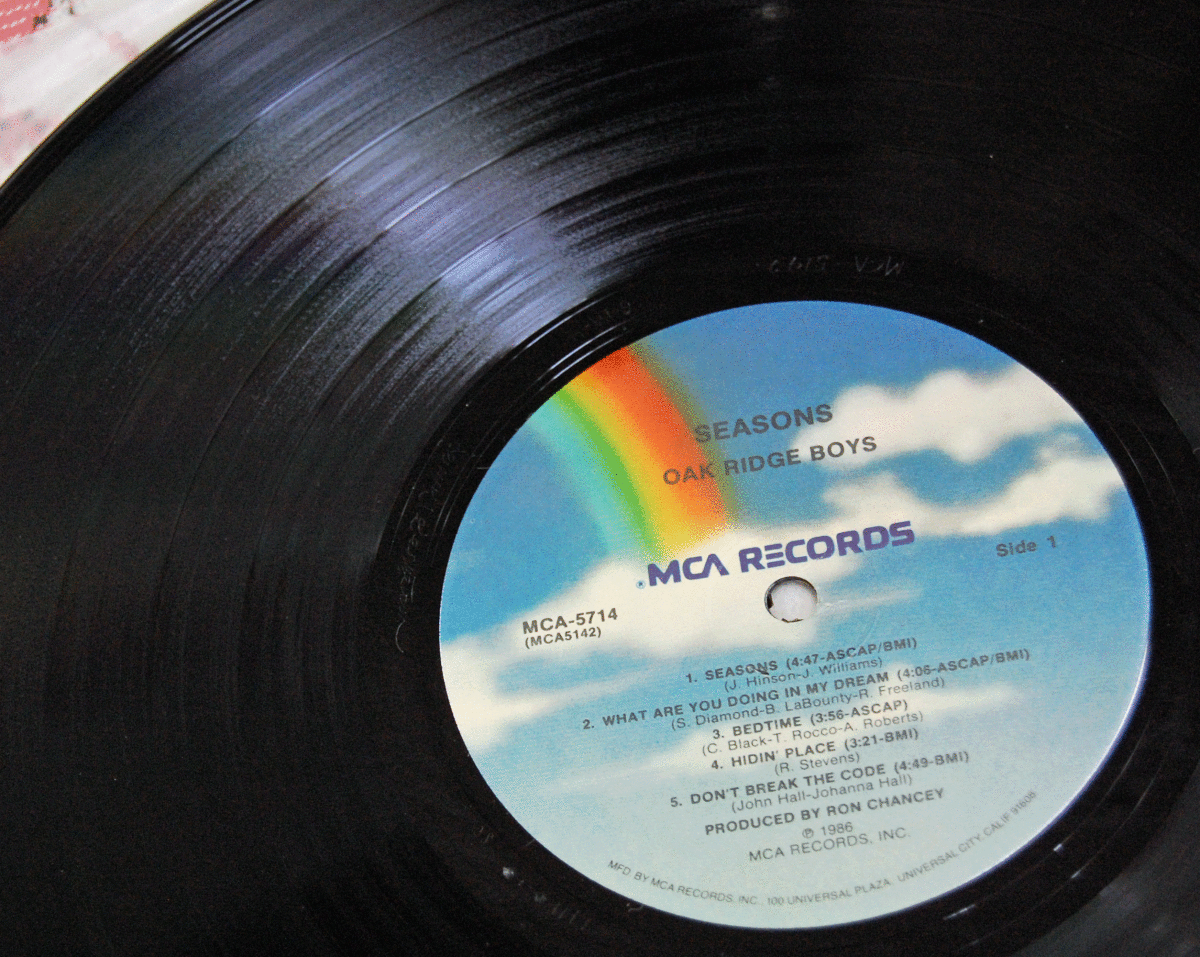 SEASONS
OAK RIDGE BOYS
MCA RECORDS
®
Side 1
MCA-5714
(MCA5142)
1. SEASONS (4:47-ASCAP/BMI)
(J. Hinson-J. Williams)
2. WHAT ARE YOU DOING IN MY DREAM (4:06-ASCAP/BMI)
(S. Diamond-B. LaBounty-R. Freeland)
3. BEDTIME (3:56-ASCAP)
(C. Black-T. Rocco-A. Roberts)
4. HIDIN' PLACE (3:21-BMI)
(R. Stevens)
5. DON'T BREAK THE CODE (4:49-BMI)
(John Hall-Johanna Hall)
PRODUCED BY RON CHANCEY
℗ 1986
MCA RECORDS, INC.
MFD BY MCA RECORDS, INC., 100 UNIVERSAL PLAZA, UNIVERSAL CITY, CALIF 91608